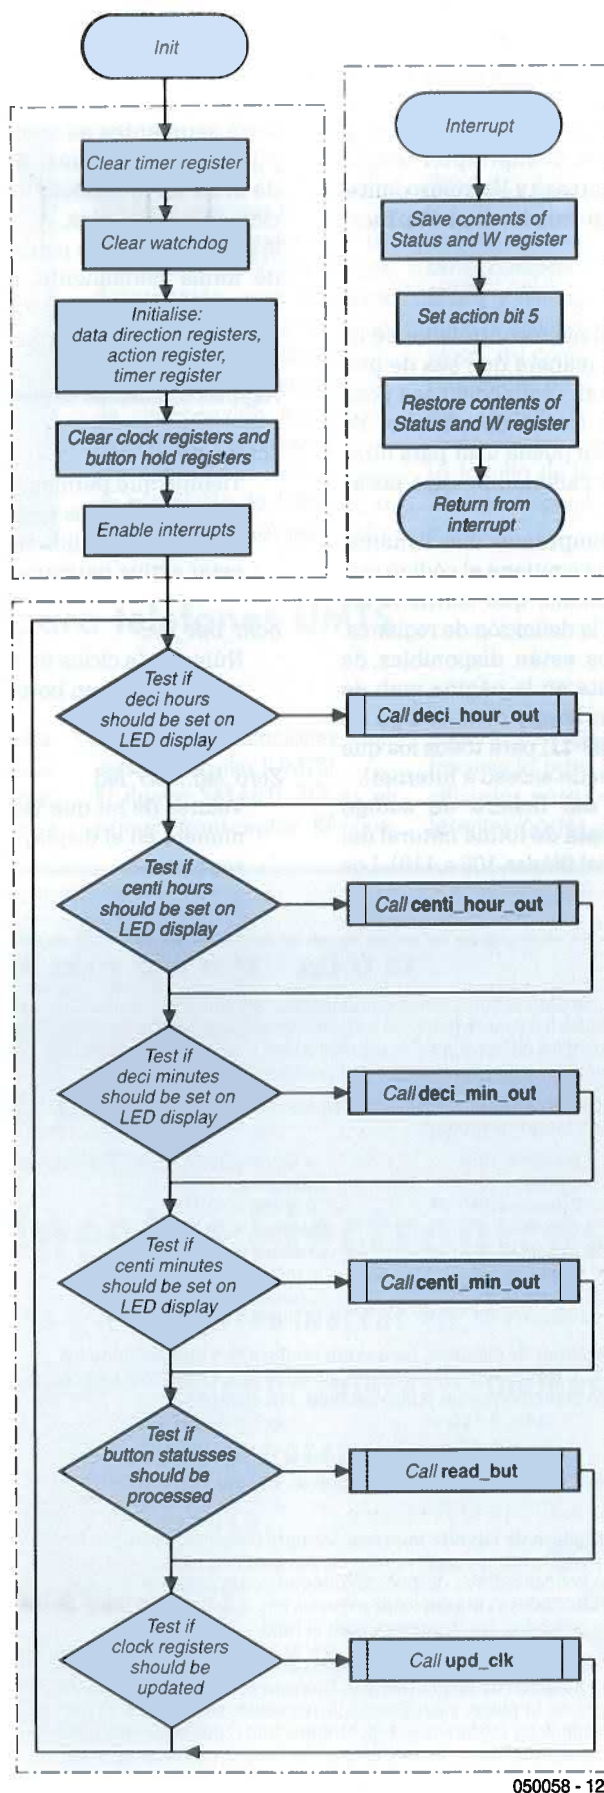 Init
Clear timer register
Clear watchdog
Initialise:
data direction registers,
action register,
timer register
Clear clock registers and
button hold registers
Enable interrupts
Interrupt
Save contents of
Status and W register
Set action bit 5
Restore contents of
Status and W register
Return from
interrupt
Test if
deci hours
should be set on
LED display
Call deci_hour_out
Test if
centi hours
should be set on
LED display
Call centi_hour_out
Test if
deci minutes
should be set on
LED display
Call deci_min_out
Test if
centi minutes
should be set on
LED display
Call centi_min_out
Test if
button statusses
should be
processed
Call read_but
Test if
clock registers
should be
updated
Call upd_clk
050058 - 12